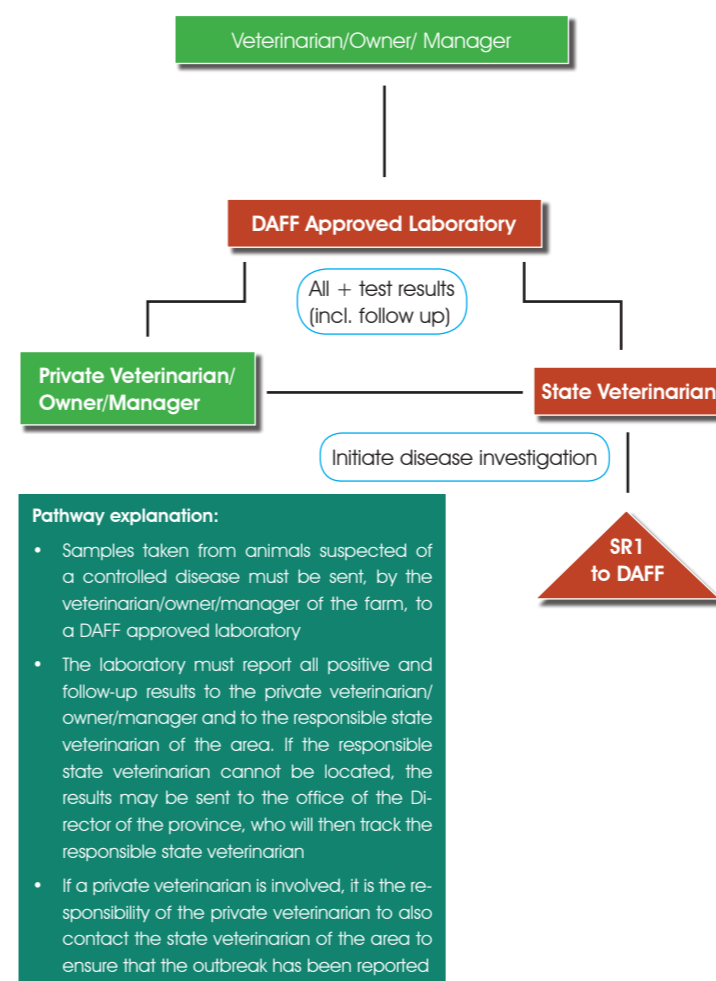 Veterinarian/Owner/ Manager
DAFF Approved Laboratory
All + test results
(incl. follow up)
Private Veterinarian/
Owner/Manager
State Veterinarian
Initiate disease investigation
SR1
to DAFF
Pathway explanation:
• Samples taken from animals suspected of
a controlled disease must be sent, by the
veterinarian/owner/manager of the farm, to
a DAFF approved laboratory
• The laboratory must report all positive and
follow-up results to the private veterinarian/
owner/manager and to the responsible state
veterinarian of the area. If the responsible
state veterinarian cannot be located, the
results may be sent to the office of the Di-
rector of the province, who will then track the
responsible state veterinarian
• If a private veterinarian is involved, it is the re-
sponsibility of the private veterinarian to also
contact the state veterinarian of the area to
ensure that the outbreak has been reported